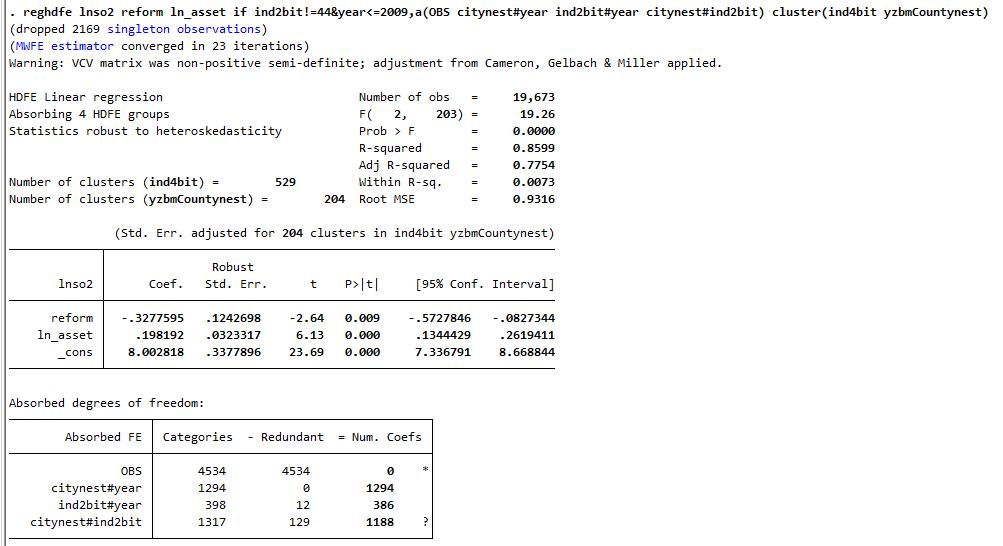 . reghdfe lnso2 reform ln_asset if ind2bit!=44&year<=2009,a(OBS citynest#year ind2bit#year citynest#ind2bit) cluster(ind4bit yzbmCountynest)
(dropped 2169 singleton observations)
(MWFE estimator converged in 23 iterations)
Warning: VCV matrix was non-positive semi-definite; adjustment from Cameron, Gelbach & Miller applied.
HDFE Linear regression Number of obs = 19,673
Absorbing 4 HDFE groups F( 2, 203) = 19.26
Statistics robust to heteroskedasticity Prob > F = 0.0000
R-squared = 0.8599
Adj R-squared = 0.7754
Number of clusters (ind4bit) = 529 Within R-sq. = 0.0073
Number of clusters (yzbmCountynest) = 204 Root MSE = 0.9316
(Std. Err. adjusted for 204 clusters in ind4bit yzbmCountynest)
Robust
lnso2 Coef. Std. Err. t P>|t| [95% Conf. Interval]
reform -.3277595 .1242698 -2.64 0.009 -.5727846 -.0827344
ln_asset .198192 .0323317 6.13 0.000 .1344429 .2619411
_cons 8.002818 .3377896 23.69 0.000 7.336791 8.668844
Absorbed degrees of freedom:
Absorbed FE Categories - Redundant = Num. Coefs
OBS 4534 4534 0 *
citynest#year 1294 0 1294
ind2bit#year 398 12 386
citynest#ind2bit 1317 129 1188 ?